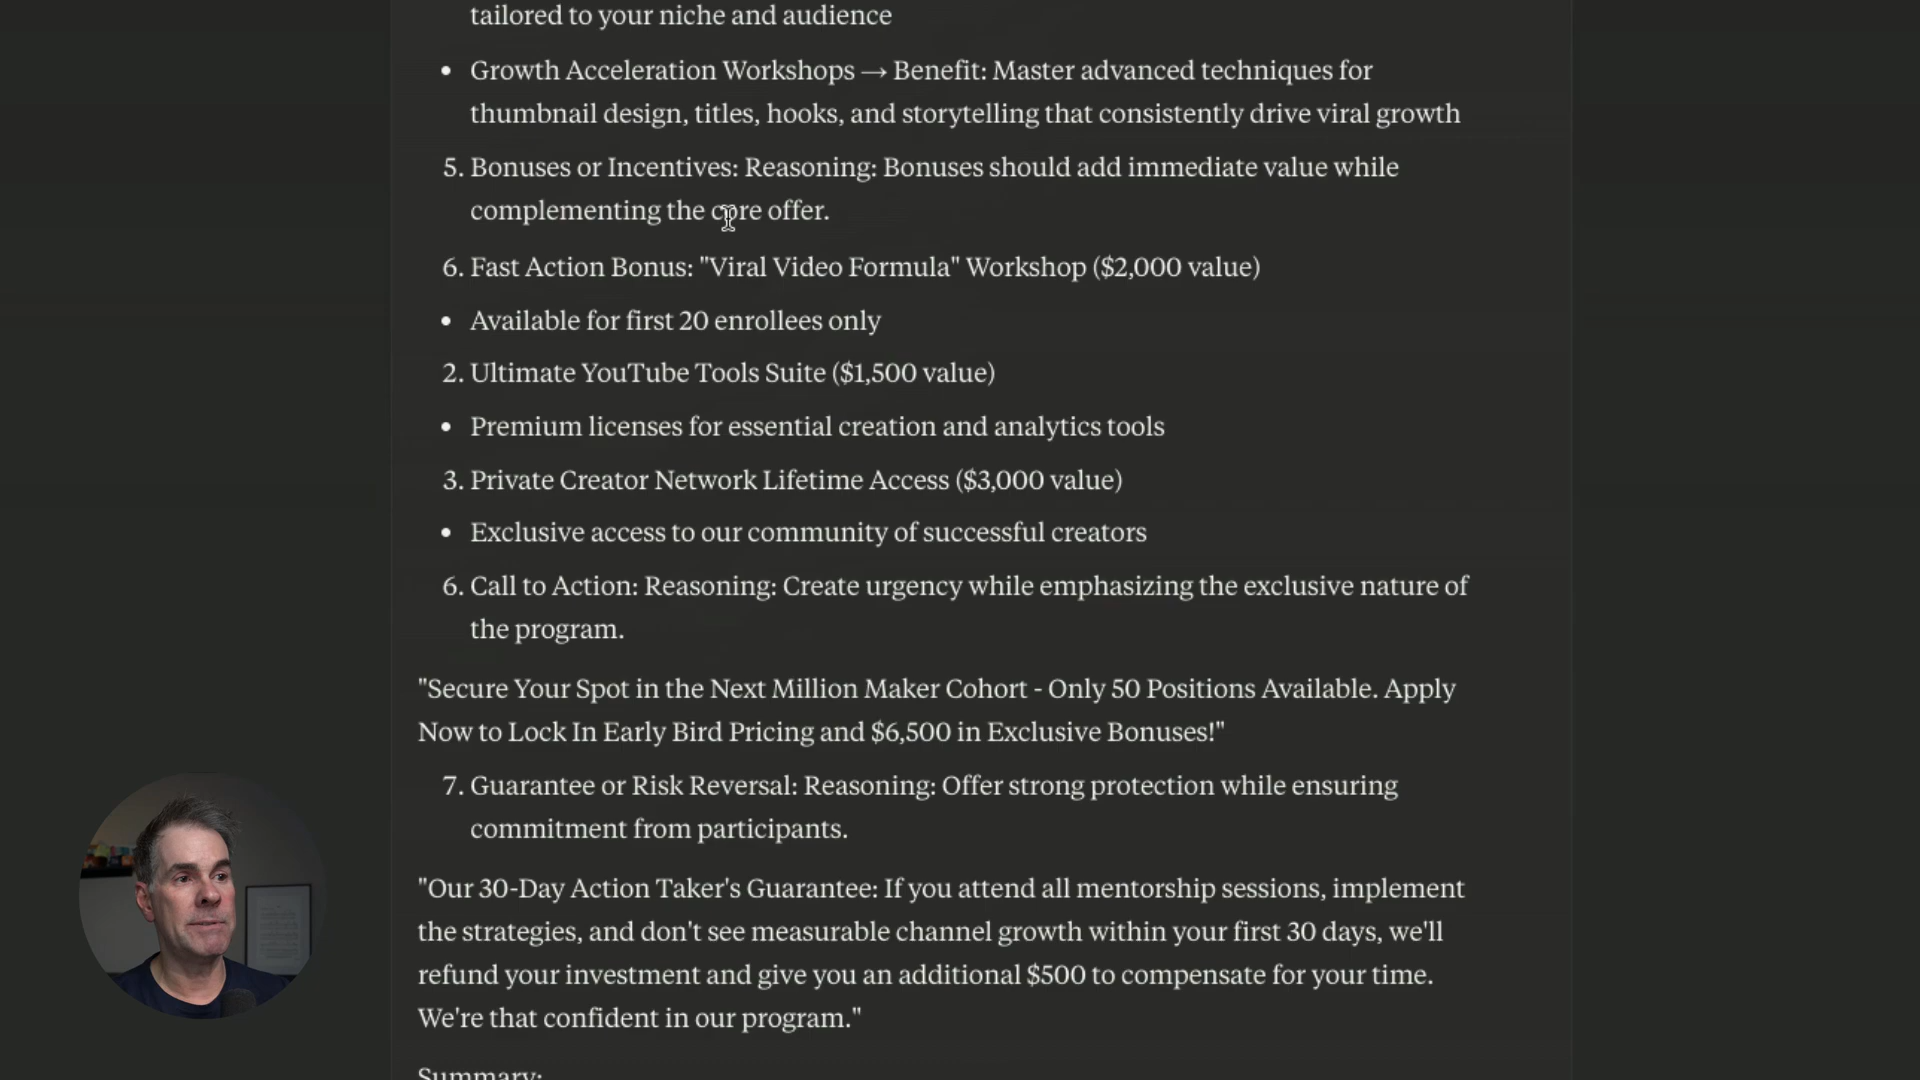 tailored to your niche and audience
• Growth Acceleration Workshops → Benefit: Master advanced techniques for
thumbnail design, titles, hooks, and storytelling that consistently drive viral growth
5. Bonuses or Incentives: Reasoning: Bonuses should add immediate value while
complementing the core offer.
6. Fast Action Bonus: "Viral Video Formula" Workshop ($2,000 value)
• Available for first 20 enrollees only
2. Ultimate YouTube Tools Suite ($1,500 value)
• Premium licenses for essential creation and analytics tools
3. Private Creator Network Lifetime Access ($3,000 value)
• Exclusive access to our community of successful creators
6. Call to Action: Reasoning: Create urgency while emphasizing the exclusive nature of
the program.
"Secure Your Spot in the Next Million Maker Cohort - Only 50 Positions Available. Apply
Now to Lock In Early Bird Pricing and $6,500 in Exclusive Bonuses!"
7. Guarantee or Risk Reversal: Reasoning: Offer strong protection while ensuring
commitment from participants.
"Our 30-Day Action Taker's Guarantee: If you attend all mentorship sessions, implement
the strategies, and don't see measurable channel growth within your first 30 days, we'll
refund your investment and give you an additional $500 to compensate for your time.
We're that confident in our program."
Summary: